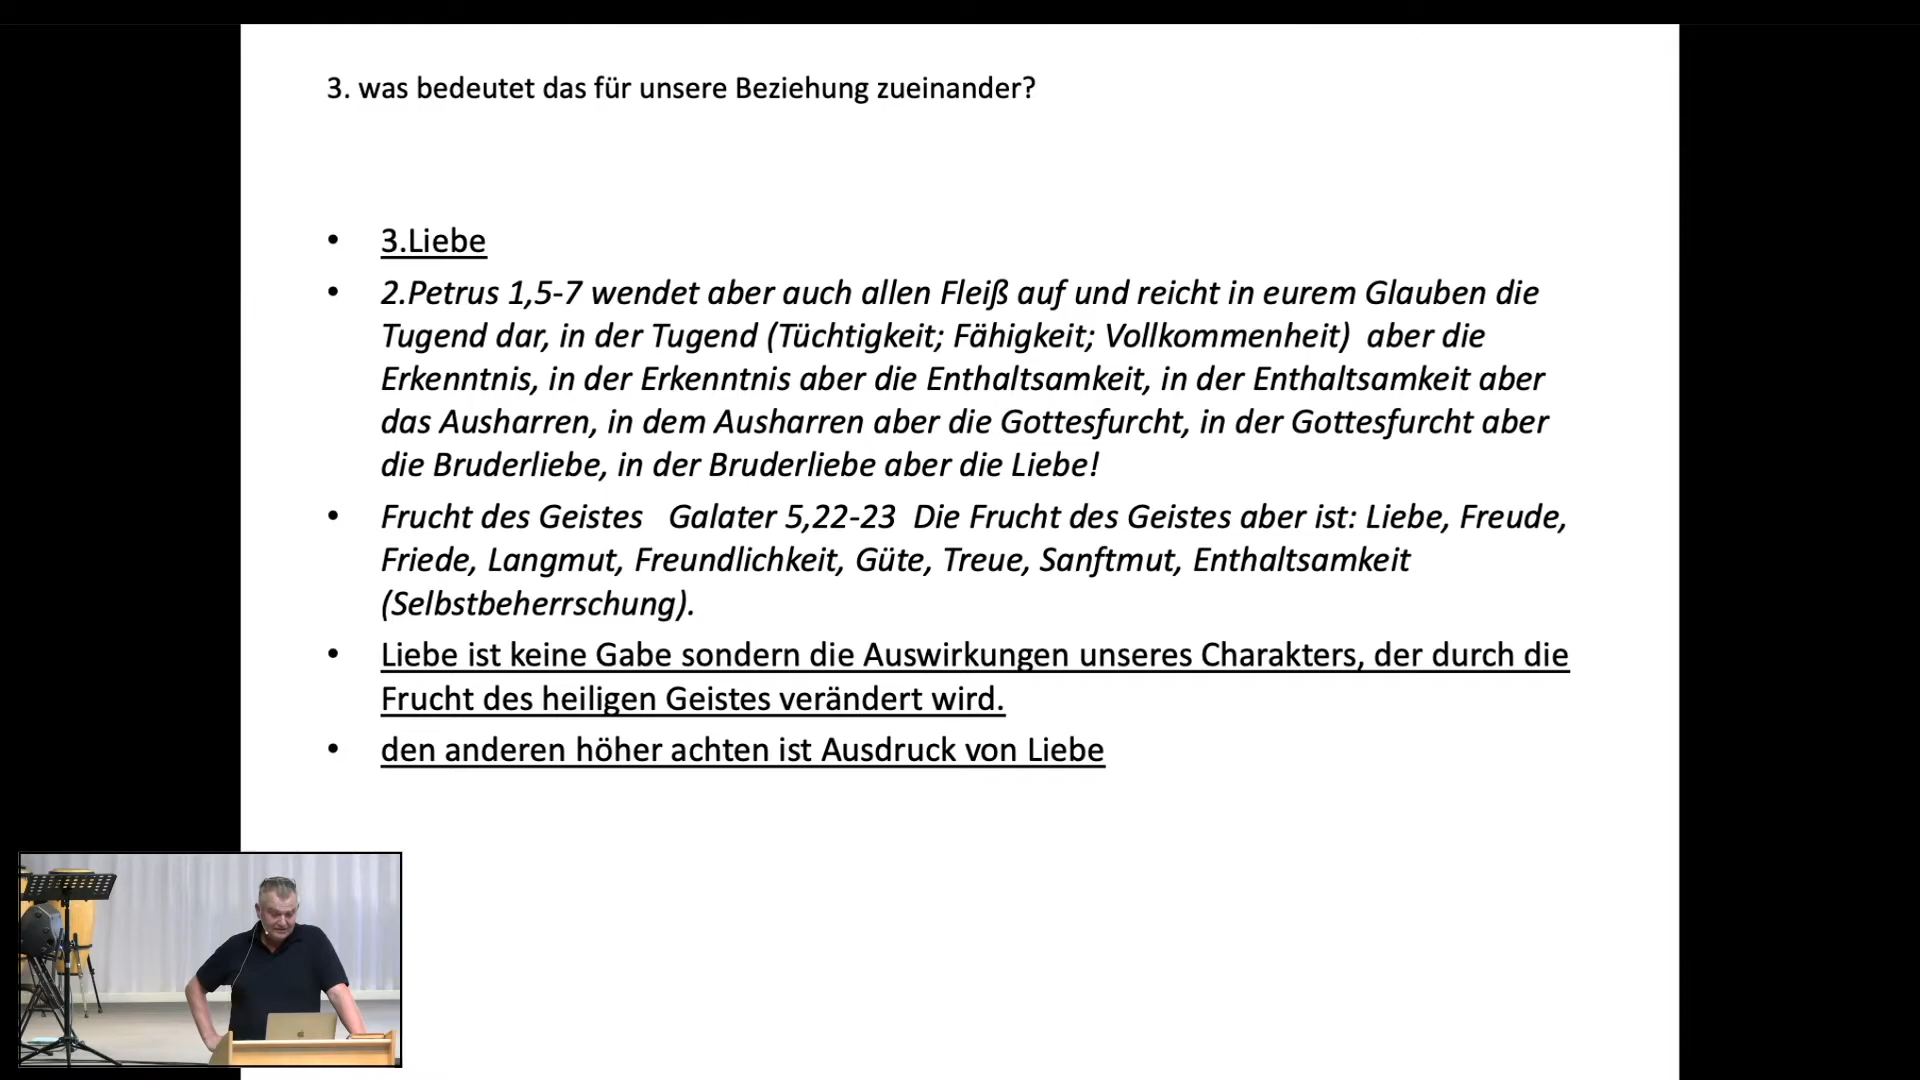 3. was bedeutet das für unsere Beziehung zueinander?
• 3.Liebe
• 2.Petrus 1,5-7 wendet aber auch allen Fleiß auf und reicht in eurem Glauben die
Tugend dar, in der Tugend (Tüchtigkeit; Fähigkeit; Vollkommenheit)  aber die
Erkenntnis, in der Erkenntnis aber die Enthaltsamkeit, in der Enthaltsamkeit aber
das Ausharren, in dem Ausharren aber die Gottesfurcht, in der Gottesfurcht aber
die Bruderliebe, in der Bruderliebe aber die Liebe!
• Frucht des Geistes   Galater 5,22-23  Die Frucht des Geistes aber ist: Liebe, Freude,
Friede, Langmut, Freundlichkeit, Güte, Treue, Sanftmut, Enthaltsamkeit
(Selbstbeherrschung).
• Liebe ist keine Gabe sondern die Auswirkungen unseres Charakters, der durch die
Frucht des heiligen Geistes verändert wird.
• den anderen höher achten ist Ausdruck von Liebe